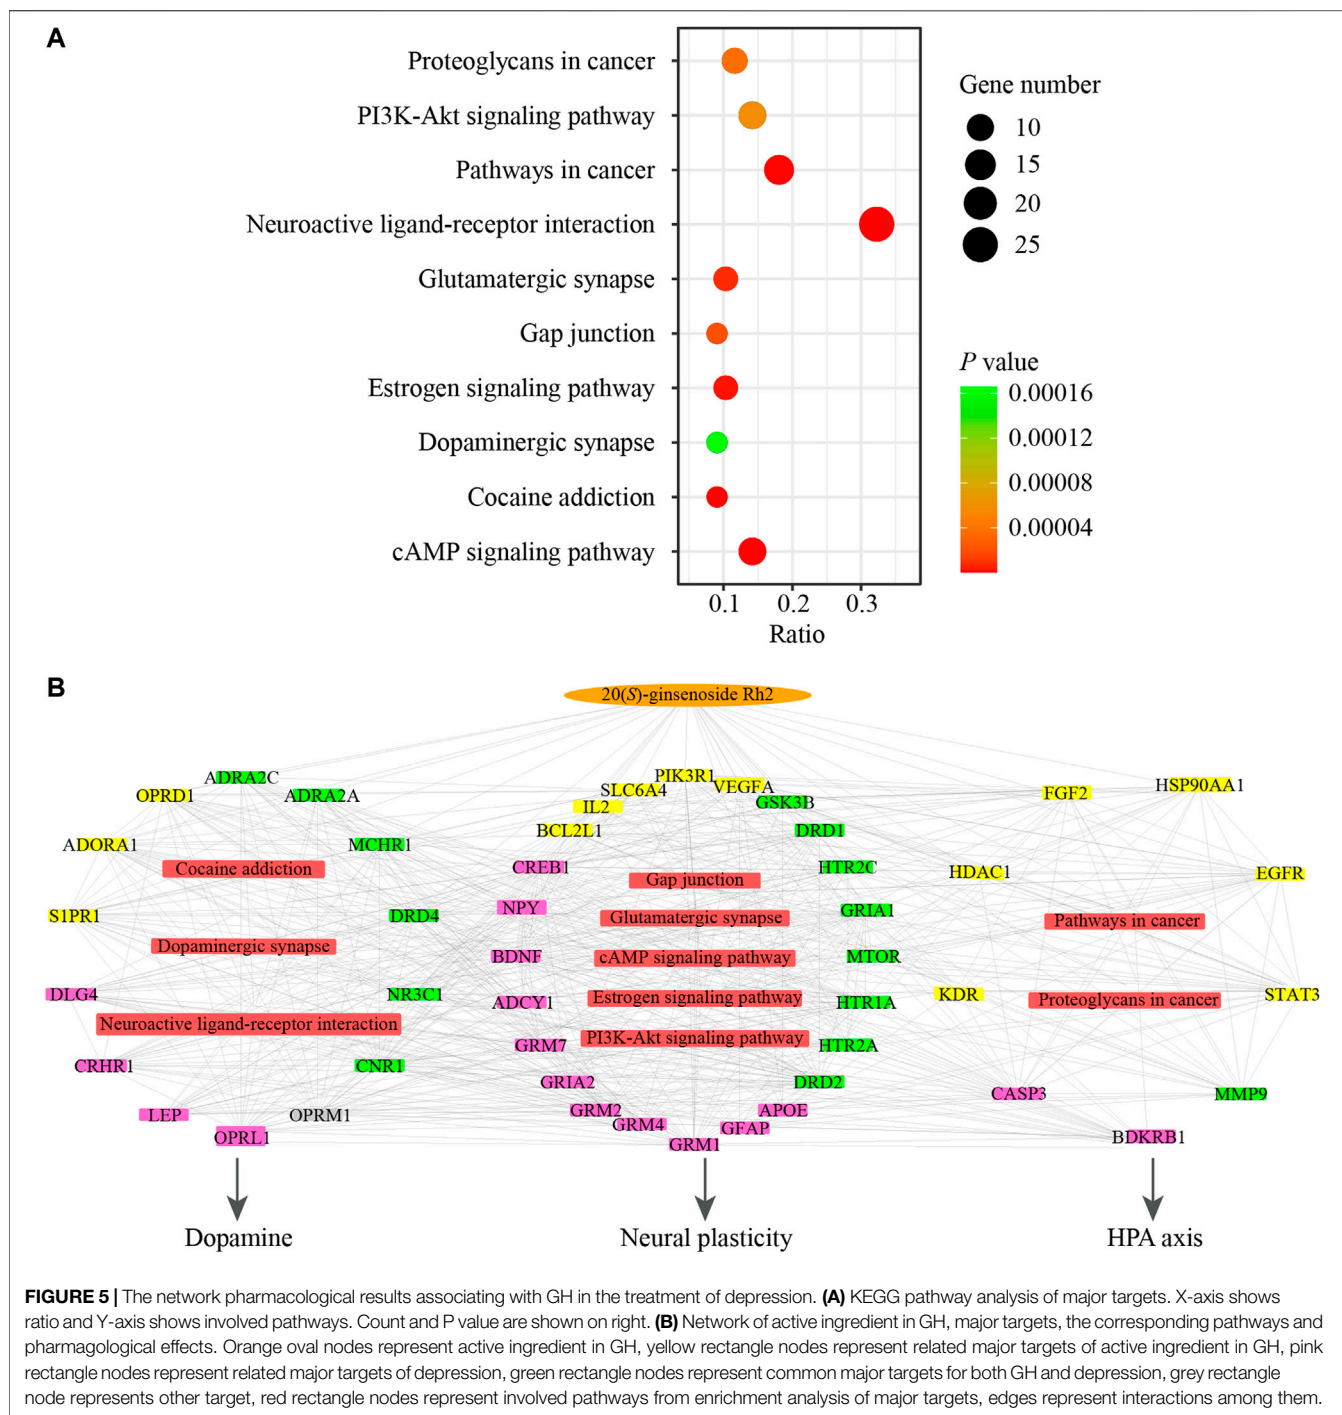 A
Proteoglycans in cancer
PI3K-Akt signaling pathway
Pathways in cancer
Neuroactive ligand-receptor interaction
Glutamatergic synapse
Gap junction
Estrogen signaling pathway
Dopaminergic synapse
Cocaine addiction
cAMP signaling pathway
0.1 0.2 0.3
Ratio
Gene number
10
15
20
25
P value
0.00016
0.00012
0.00008
0.00004
B
20(S)-ginsenoside Rh2
ADRA2C
OPRD1
ADRA2A
ADORA1
MCHR1
Cocaine addiction
S1PR1
DRD4
Dopaminergic synapse
DLG4
NR3C1
Neuroactive ligand-receptor interaction
CRHR1
CNR1
LEP
OPRM1
OPRL1
Dopamine
PIK3R1
SLC6A4
VEGFA
IL2
GSK3B
BCL2L1
DRD1
CREB1
HTR2C
Gap junction
NPY
GRIA1
Glutamatergic synapse
BDNF
MTOR
cAMP signaling pathway
ADCY1
HTR1A
Estrogen signaling pathway
GRM7
HTR2A
PI3K-Akt signaling pathway
GRIA2
DRD2
GRM2
APOE
GRM4
GFAP
GRM1
Neural plasticity
HSP90AA1
FGF2
HDAC1
EGFR
Pathways in cancer
KDR
STAT3
Proteoglycans in cancer
CASP3
MMP9
BDKRB1
HPA axis
FIGURE 5 | The network pharmacological results associating with GH in the treatment of depression. (A) KEGG pathway analysis of major targets. X-axis shows
ratio and Y-axis shows involved pathways. Count and P value are shown on right. (B) Network of active ingredient in GH, major targets, the corresponding pathways and
pharmagological effects. Orange oval nodes represent active ingredient in GH, yellow rectangle nodes represent related major targets of active ingredient in GH, pink
rectangle nodes represent related major targets of depression, green rectangle nodes represent common major targets for both GH and depression, grey rectangle
node represents other target, red rectangle nodes represent involved pathways from enrichment analysis of major targets, edges represent interactions among them.